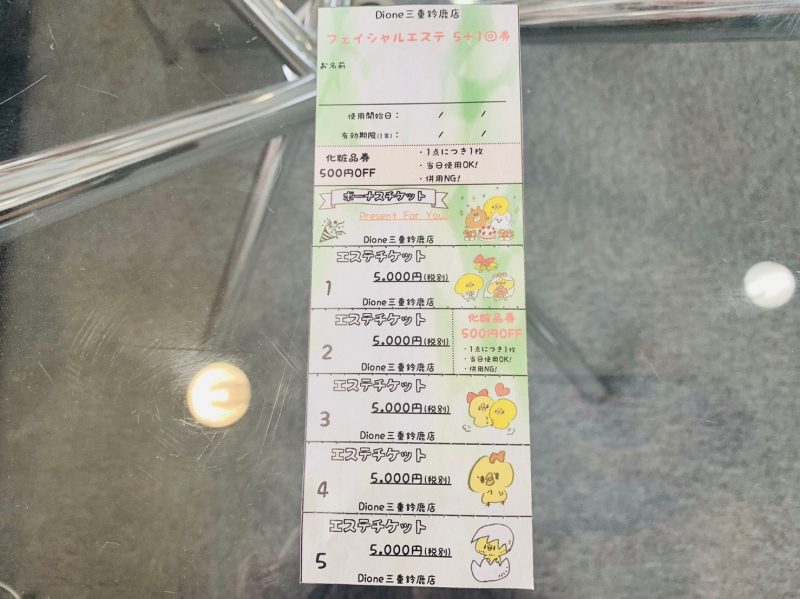 Dione三重鈴鹿店
フェイシャルエステ 5+1回券
お名前
使用開始日： / /
有効期限(1年)： / /
化粧品券
500円OFF
・1点につき1枚
・当日使用OK!
・併用NG!
ボーナスチケット
Present For You!
Dione三重鈴鹿店
エステチケット
1
5,000円(税別)
Dione三重鈴鹿店
エステチケット
2
5,000円(税別)
Dione三重鈴鹿店
化粧品券
500円OFF
・1点につき1枚
・当日使用OK!
・併用NG!
エステチケット
3
5,000円(税別)
Dione三重鈴鹿店
エステチケット
4
5,000円(税別)
Dione三重鈴鹿店
エステチケット
5
5,000円(税別)
Dione三重鈴鹿店